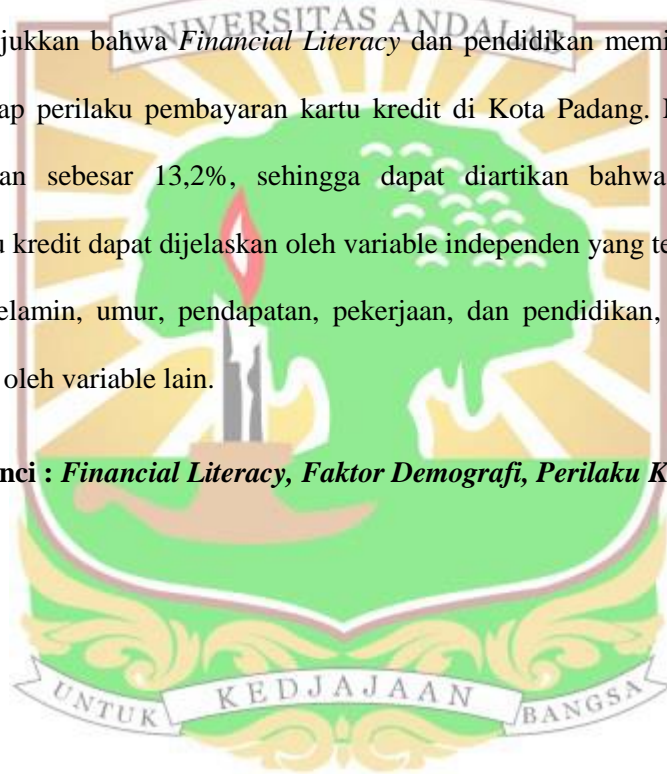 UNIVERSITAS ANDALAS
jukkan bahwa Financial Literacy dan pendidikan memi
ap perilaku pembayaran kartu kredit di Kota Padang.
an sebesar 13,2%, sehingga dapat diartikan bahwa
u kredit dapat dijelaskan oleh variable independen yang te
elamin, umur, pendapatan, pekerjaan, dan pendidikan,
oleh variable lain.
nci : Financial Literacy, Faktor Demografi, Perilaku K
UNTUK KEDJAJAAN BANGSA